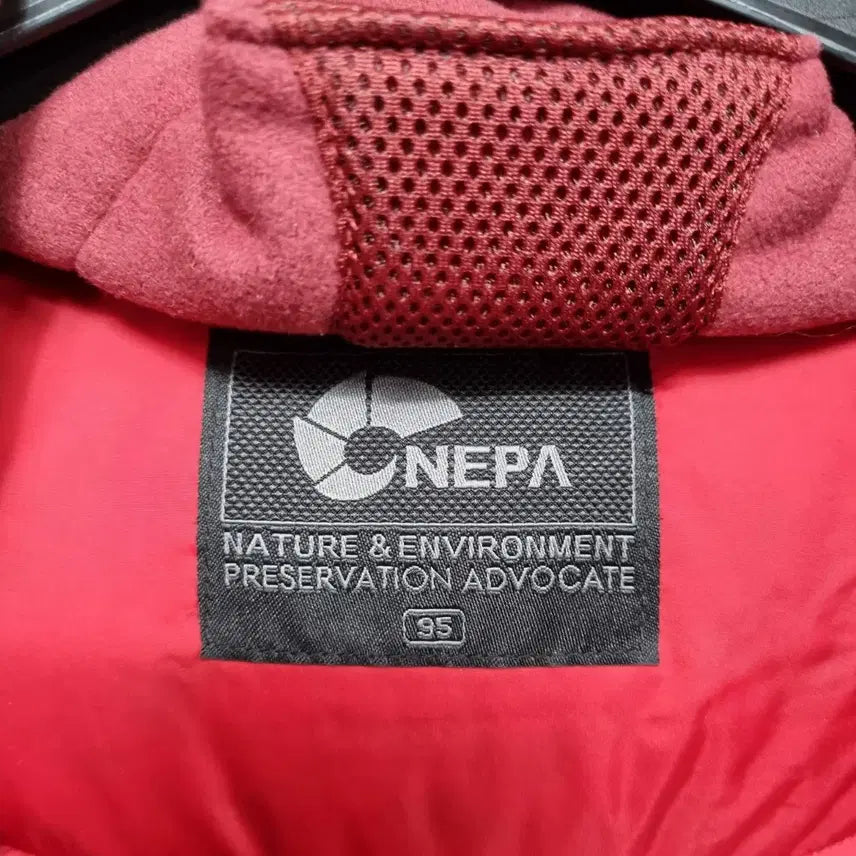 NEPA
NATURE & ENVIRONMENT
PRESERVATION ADVOCATE
95